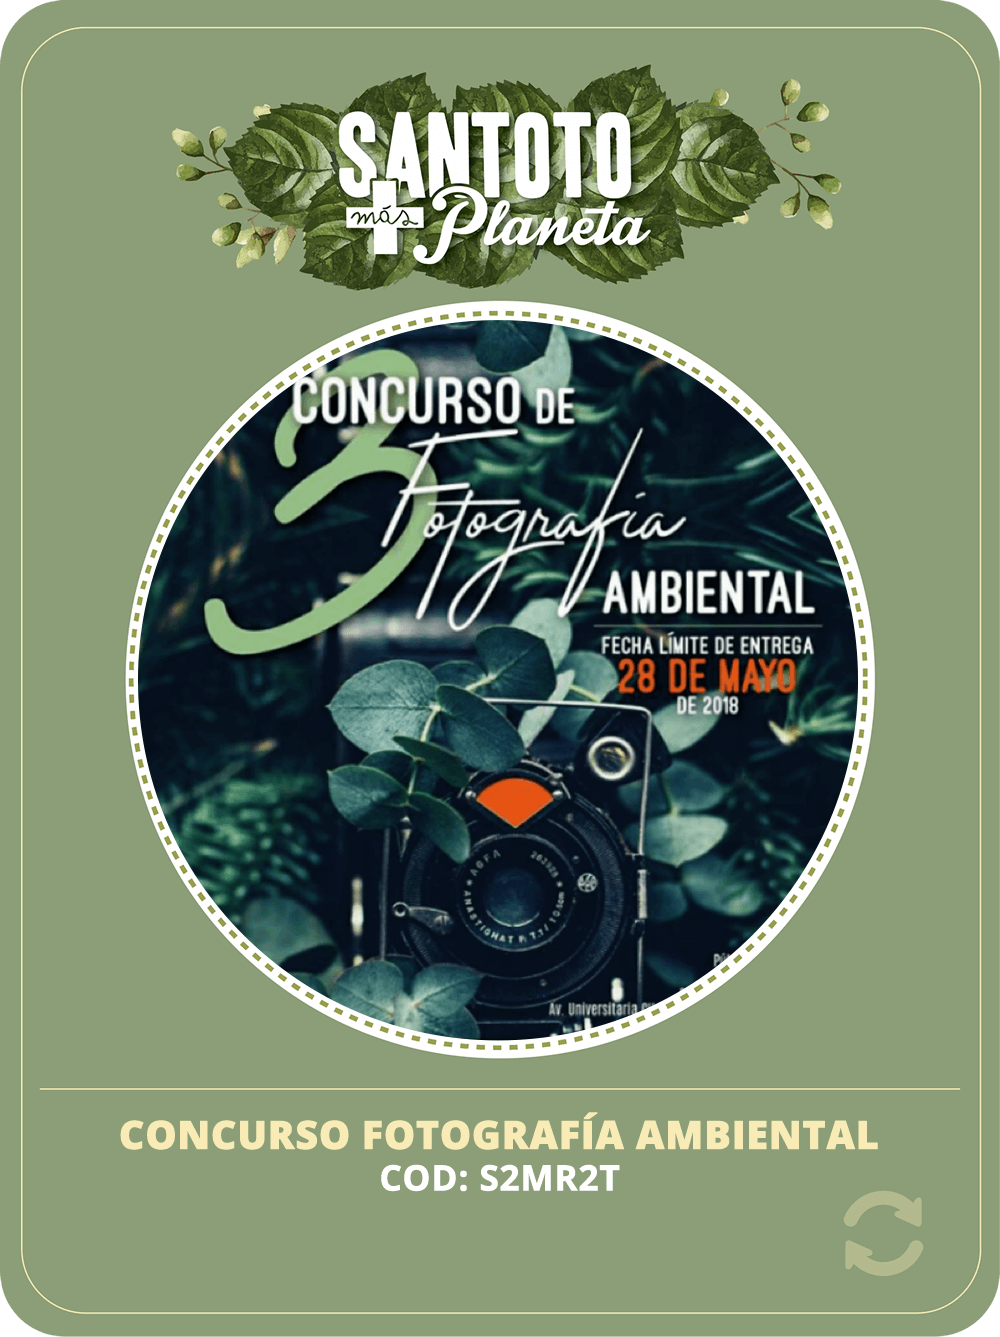 SANTOTO
más Planeta
3
CONCURSO DE
Fotografía
AMBIENTAL
FECHA LÍMITE DE ENTREGA
28 DE MAYO
DE 2018
AGFA
262929
ANASTIGMAT
Av. Universitaria
CONCURSO FOTOGRAFÍA AMBIENTAL
COD: S2MR2T